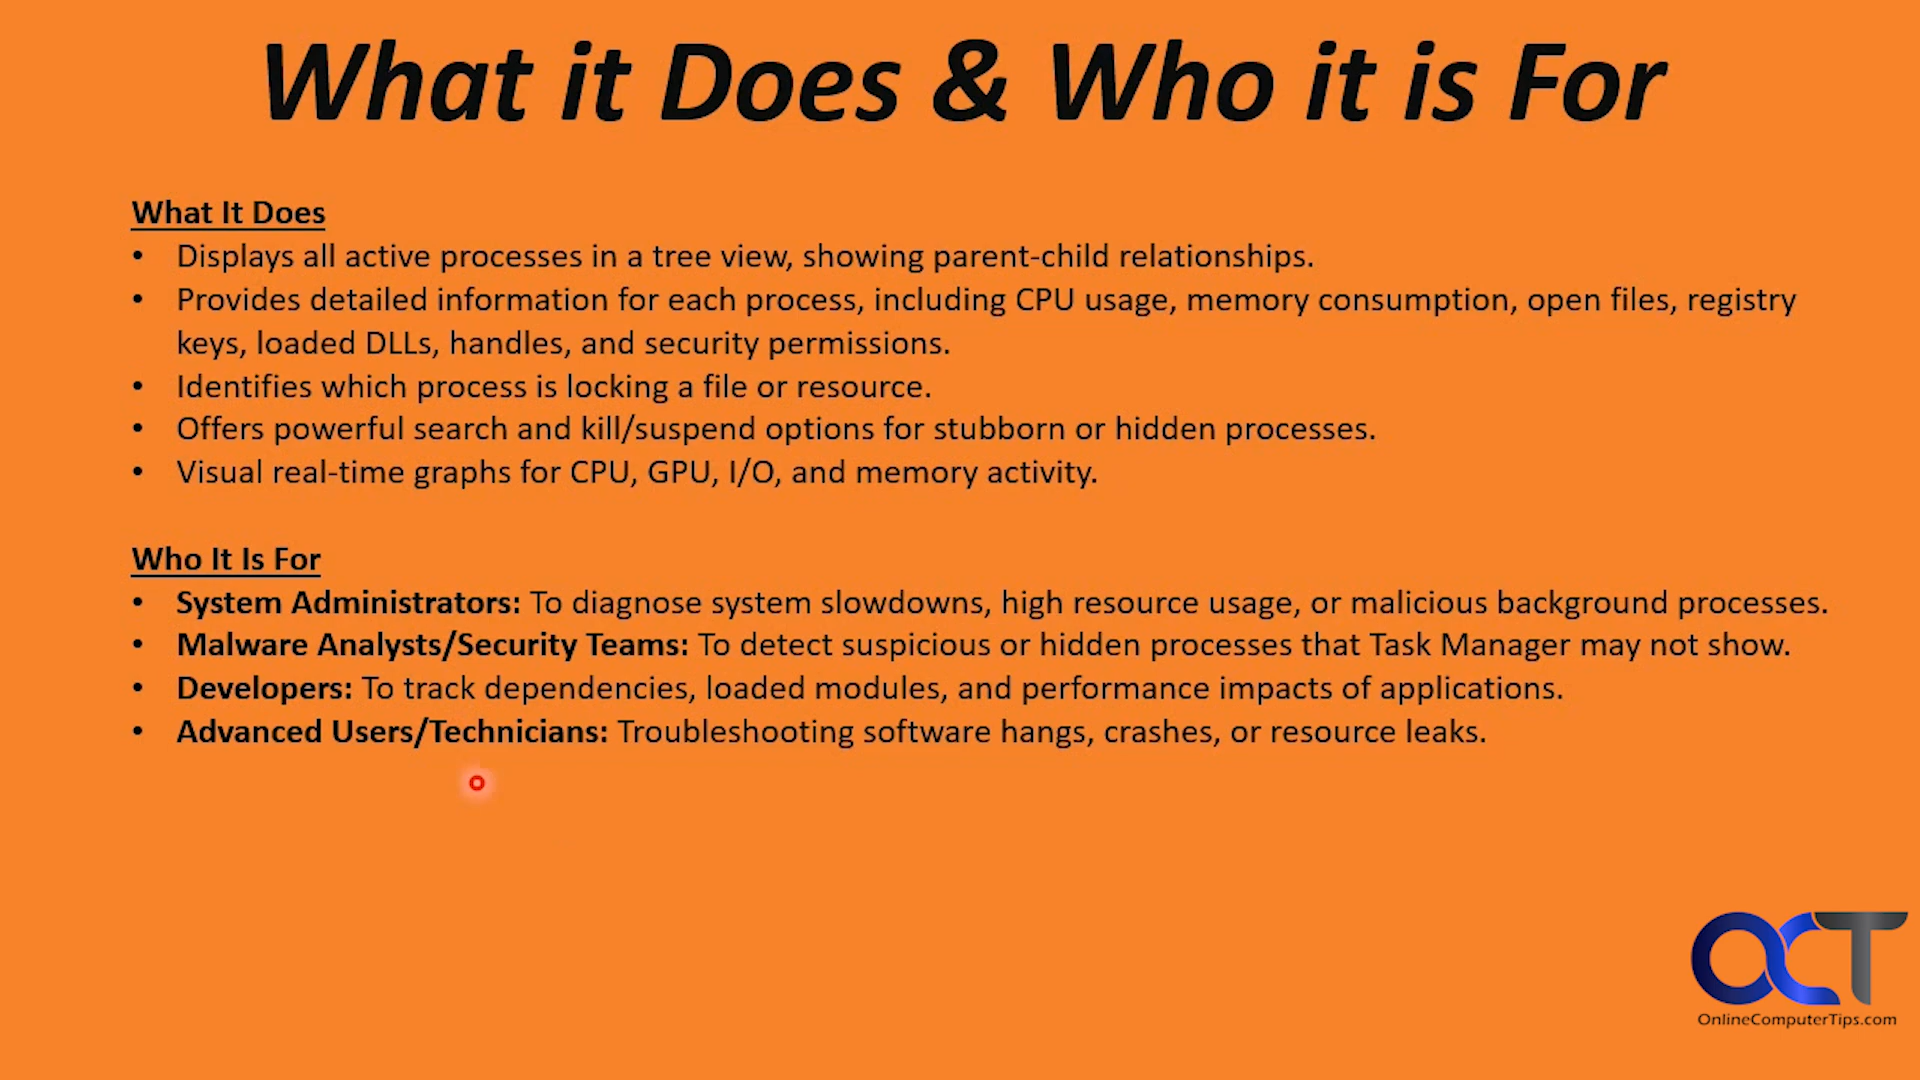 What it Does & Who it is For
What It Does
• Displays all active processes in a tree view, showing parent-child relationships.
• Provides detailed information for each process, including CPU usage, memory consumption, open files, registry
keys, loaded DLLs, handles, and security permissions.
• Identifies which process is locking a file or resource.
• Offers powerful search and kill/suspend options for stubborn or hidden processes.
• Visual real-time graphs for CPU, GPU, I/O, and memory activity.
Who It Is For
• System Administrators: To diagnose system slowdowns, high resource usage, or malicious background processes.
• Malware Analysts/Security Teams: To detect suspicious or hidden processes that Task Manager may not show.
• Developers: To track dependencies, loaded modules, and performance impacts of applications.
• Advanced Users/Technicians: Troubleshooting software hangs, crashes, or resource leaks.
OCT
OnlineComputerTips.com